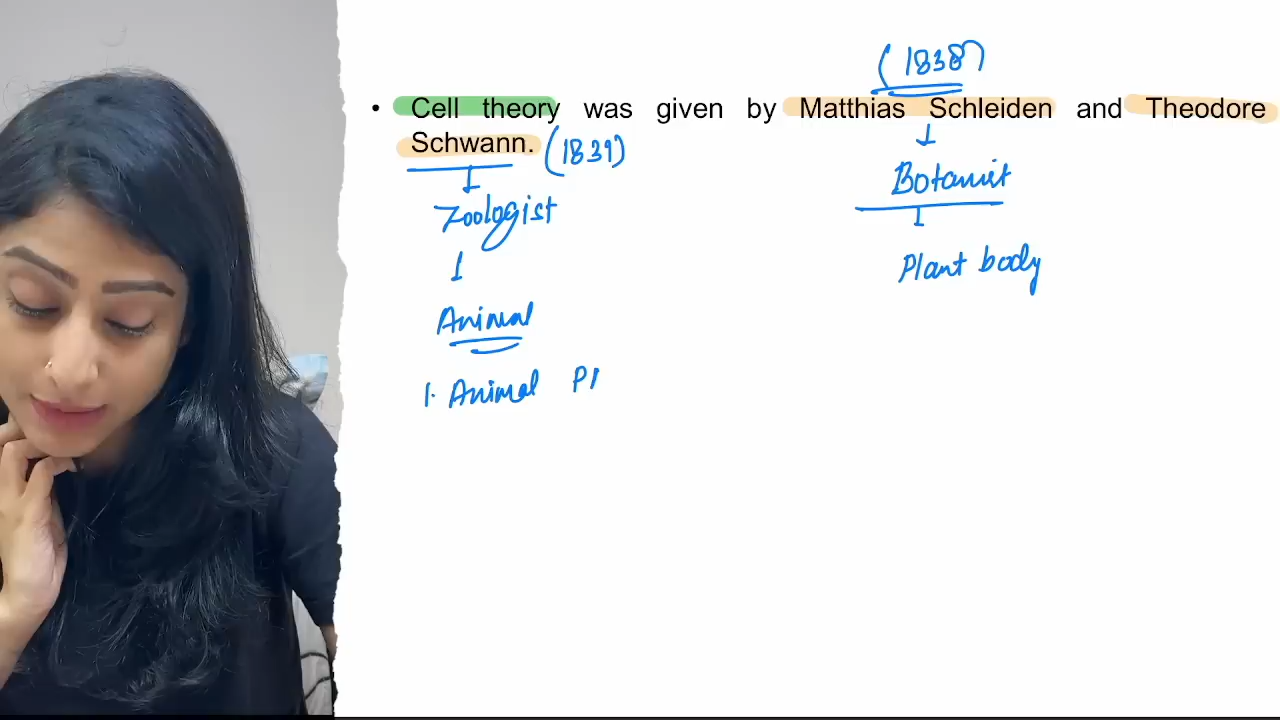 (1838)
• Cell theory was given by Matthias Schleiden and Theodore
Schwann. (1839)
Botanist
Zoologist
Plant body
Animal
1. Animal Pl